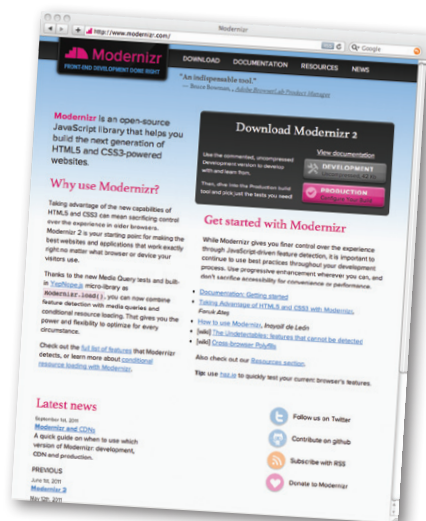 Modernizr
http://www.modernizr.com/
Google
Modernizr
FRONT-END DEVELOPMENT DONE RIGHT
DOWNLOAD DOCUMENTATION RESOURCES NEWS
"An indispensable tool."
— Bruce Bowman, Adobe BrowserLab Product Manager
Modernizr is an open-source
JavaScript library that helps you
build the next generation of
HTML5 and CSS3-powered
websites.
Why use Modernizr?
Taking advantage of the new capabilities of
HTML5 and CSS3 can mean sacrificing control
over the experience in older browsers.
Modernizr 2 is your starting point for making the
best websites and applications that work exactly
right no matter what browser or device your
visitors use.
Thanks to the new Media Query tests and built-
in YepNope.js micro-library as
Modernizr.load(), you can now combine
feature detection with media queries and
conditional resource loading. That gives you the
power and flexibility to optimize for every
circumstance.
Check out the full list of features that Modernizr
detects, or learn more about conditional
resource loading with Modernizr.
Download Modernizr 2
View documentation
Use the commented, uncompressed
Development version to develop
with and learn from.
DEVELOPMENT
Uncompressed, 42 kb
Then, dive into the Production build
tool and pick just the tests you need
PRODUCTION
Configure Your Build
Get started with Modernizr
While Modernizr gives you finer control over the experience
through JavaScript-driven feature detection, it is important to
continue to use best practices throughout your development
process. Use progressive enhancement wherever you can, and
don't sacrifice accessibility for convenience or performance.
Documentation: Getting started
Taking Advantage of HTML5 and CSS3 with Modernizr,
Faruk Ateş
How to use Modernizr, Inayaili de León
[wiki] The Undetectables: features that cannot be detected
[wiki] Cross-browser Polyfills
Also check out our Resources section.
Tip: use haz.io to quickly test your current browser's features.
Latest news
September 1st, 2011
Modernizr and CDNs
A quick guide on when to use which
version of Modernizr: development,
CDN and production.
PREVIOUS
June 1st, 2011
Modernizr 2
May 12th, 2011
Follow us on Twitter
Contribute on github
Subscribe with RSS
Donate to Modernizr